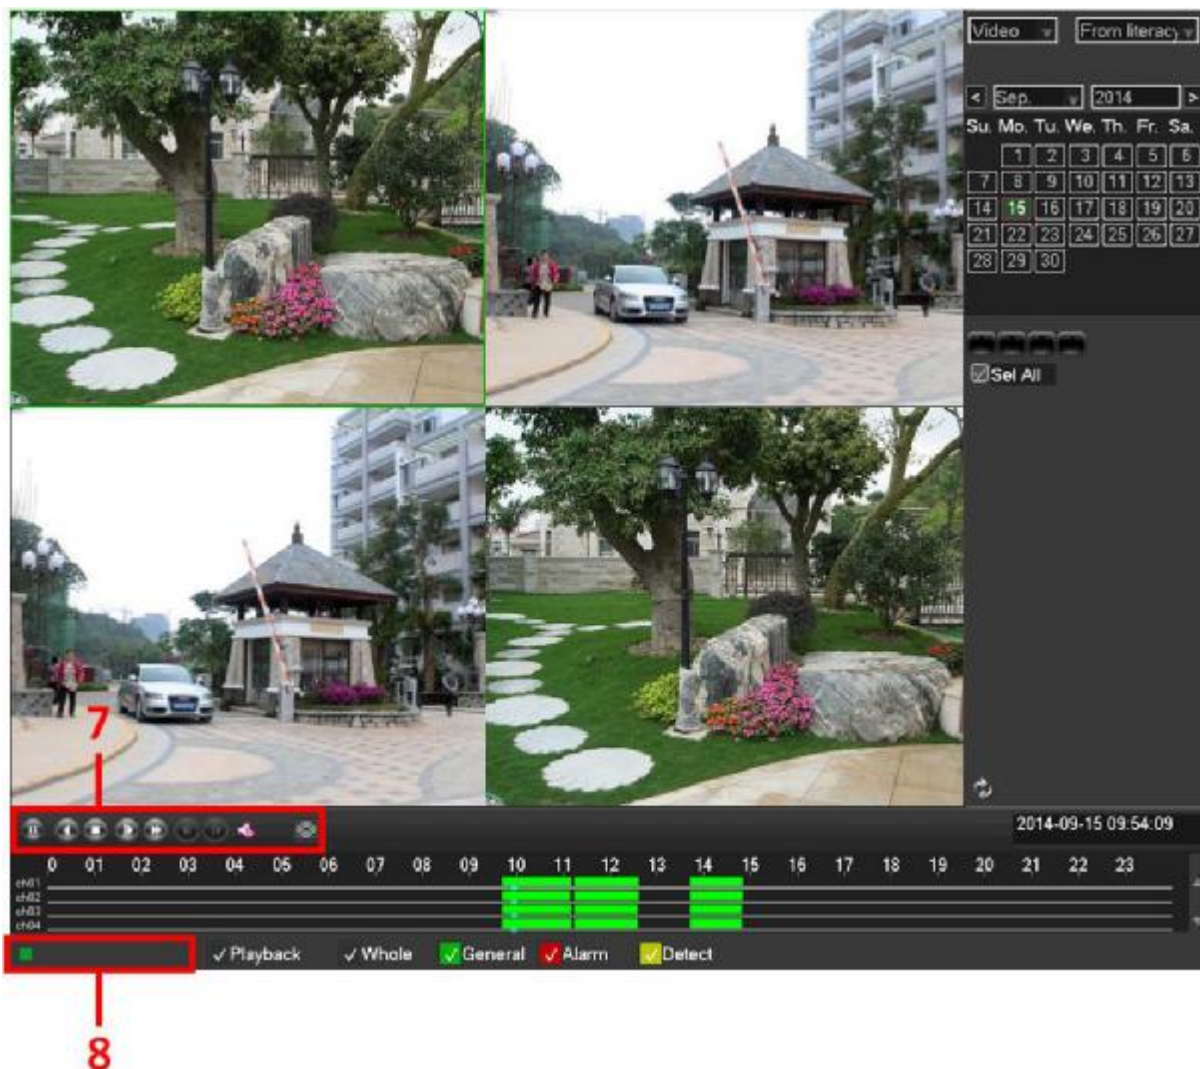 Video From literacy
< Sep. 2014 >
Su. Mo. Tu. We. Th. Fr. Sa.
1 2 3 4 5 6
7 8 9 10 11 12 13
14 15 16 17 18 19 20
21 22 23 24 25 26 27
28 29 30
Sel All
7
2014-09-15 09:54:09
0 01 02 03 04 05 06 07 08 09 10 11 12 13 14 15 16 17 18 19 20 21 22 23
ch01
ch02
ch03
ch04
Playback Whole General Alarm Detect
8